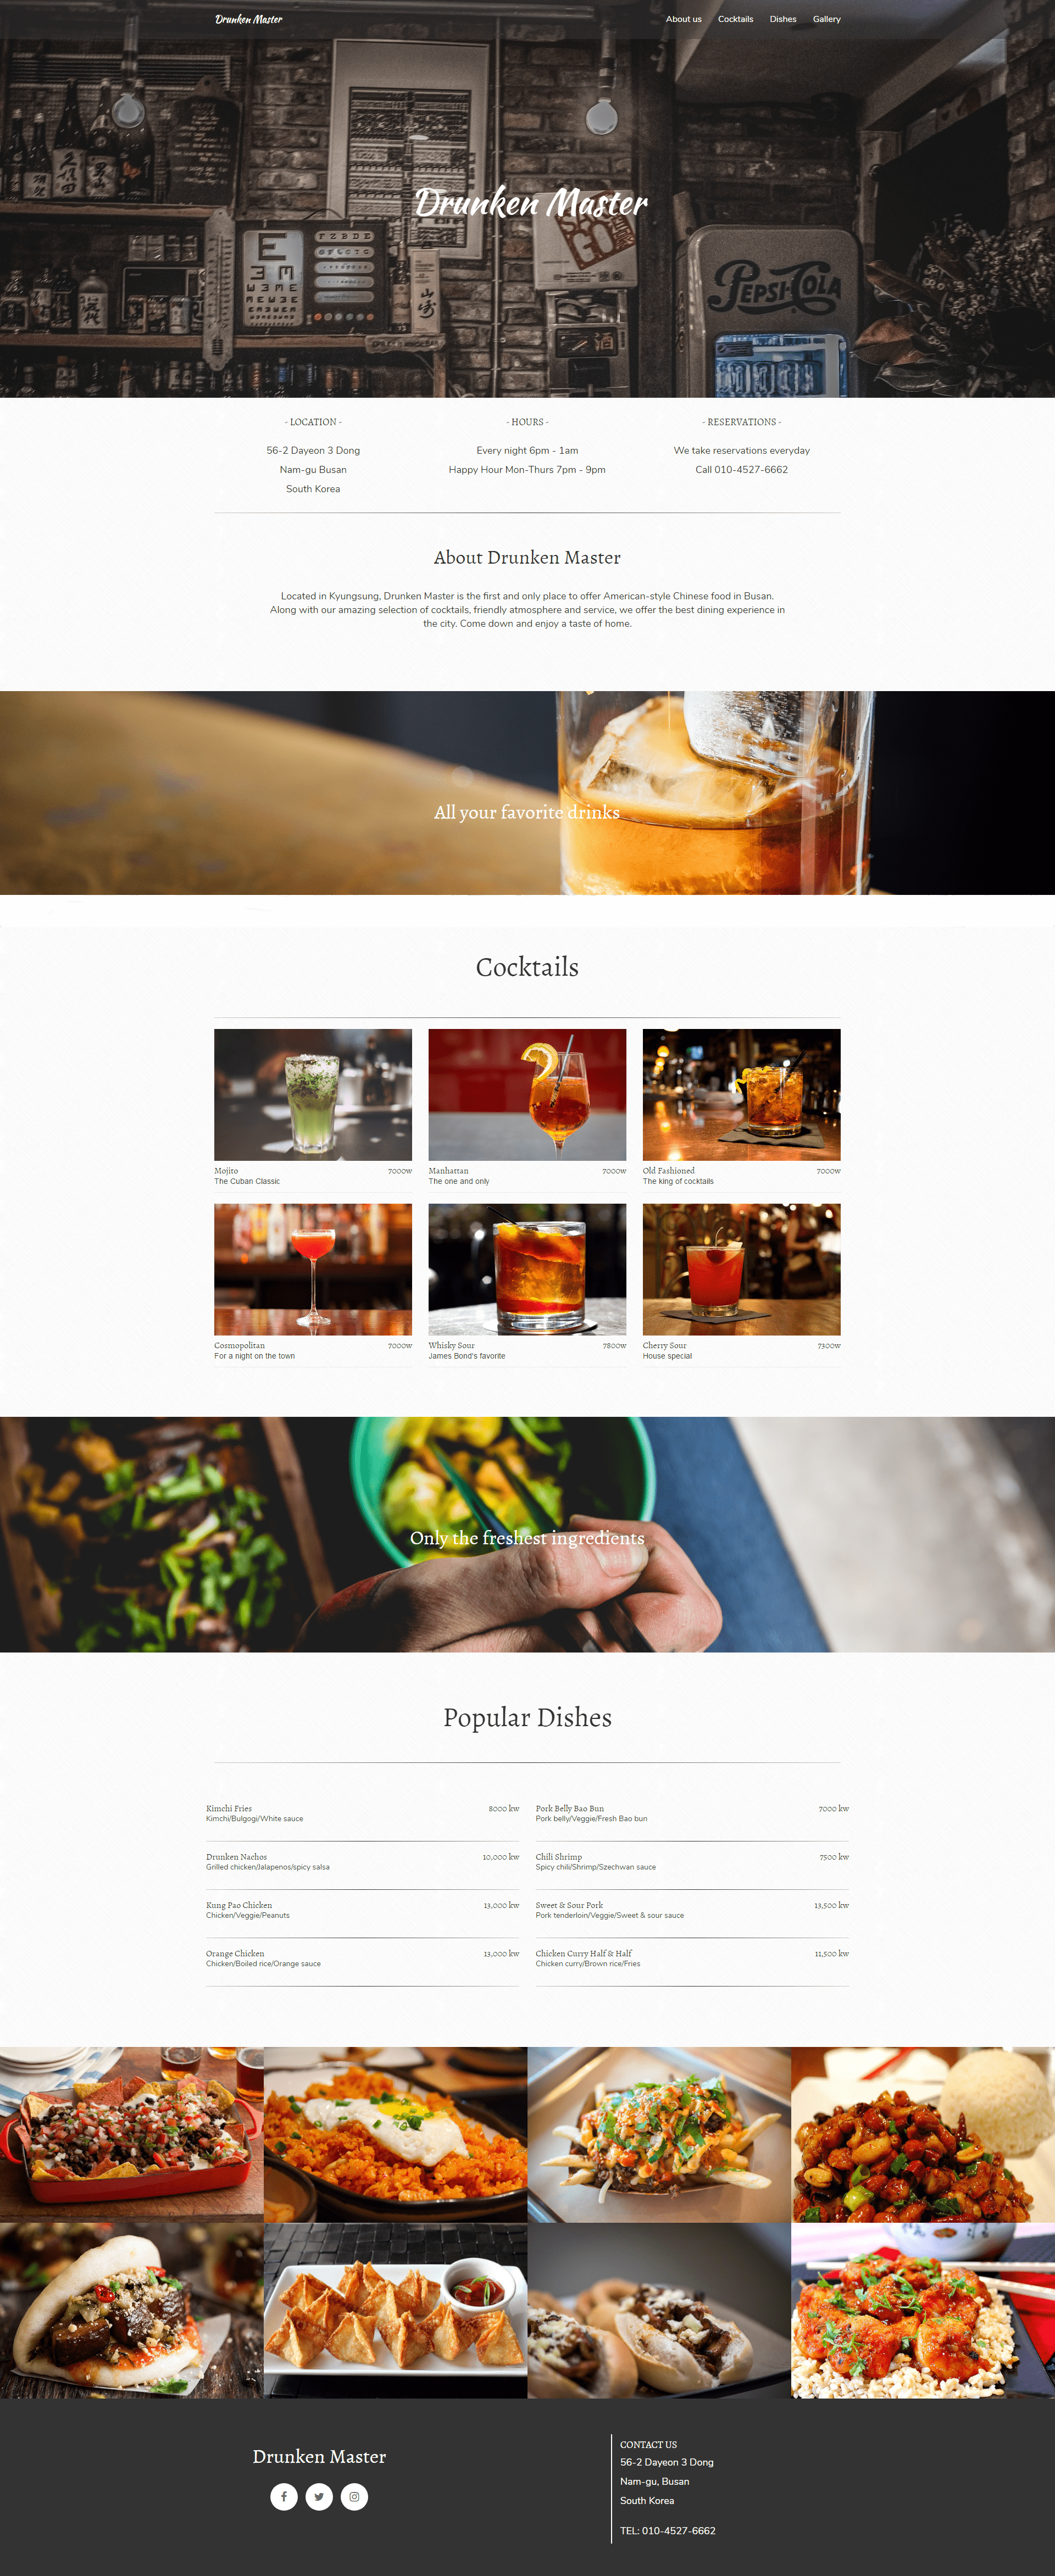 Drunken Master
About us Cocktails Dishes Gallery
Drunken Master
E
FZBDE
PEPSI-COLA
- LOCATION -
56-2 Dayeon 3 Dong
Nam-gu Busan
South Korea
- HOURS -
Every night 6pm - 1am
Happy Hour Mon-Thurs 7pm - 9pm
- RESERVATIONS -
We take reservations everyday
Call 010-4527-6662
About Drunken Master
Located in Kyungsung, Drunken Master is the first and only place to offer American-style Chinese food in Busan.
Along with our amazing selection of cocktails, friendly atmosphere and service, we offer the best dining experience in
the city. Come down and enjoy a taste of home.
All your favorite drinks
Cocktails
Mojito 7000w
The Cuban Classic
Manhattan 7000w
The one and only
Old Fashioned 7000w
The king of cocktails
Cosmopolitan 7000w
For a night on the town
Whisky Sour 7800w
James Bond's favorite
Cherry Sour 7300w
House special
Only the freshest ingredients
Popular Dishes
Kimchi Fries 8000 kw
Kimchi/Bulgogi/White sauce
Pork Belly Bao Bun 7000 kw
Pork belly/Veggie/Fresh Bao bun
Drunken Nachos 10,000 kw
Grilled chicken/Jalapenos/spicy salsa
Chili Shrimp 7500 kw
Spicy chili/Shrimp/Szechwan sauce
Kung Pao Chicken 13,000 kw
Chicken/Veggie/Peanuts
Sweet & Sour Pork 13,500 kw
Pork tenderloin/Veggie/Sweet & sour sauce
Orange Chicken 13,000 kw
Chicken/Boiled rice/Orange sauce
Chicken Curry Half & Half 11,500 kw
Chicken curry/Brown rice/Fries
Drunken Master
CONTACT US
56-2 Dayeon 3 Dong
Nam-gu, Busan
South Korea
TEL: 010-4527-6662